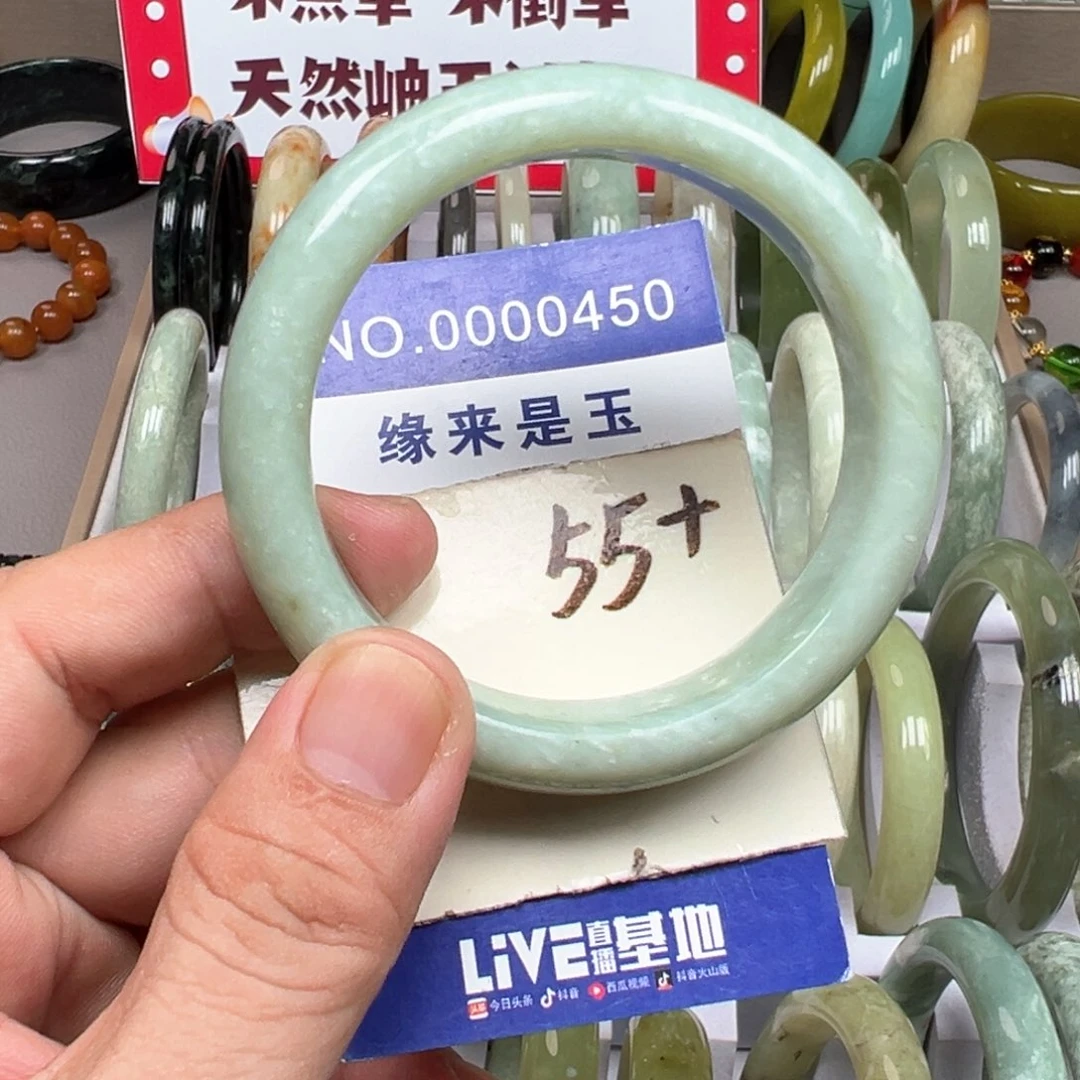 天然岫玉
NO.0000450
缘来是玉
55+
LiVE直播基地
今日头条 抖音 西瓜视频 抖音火山版